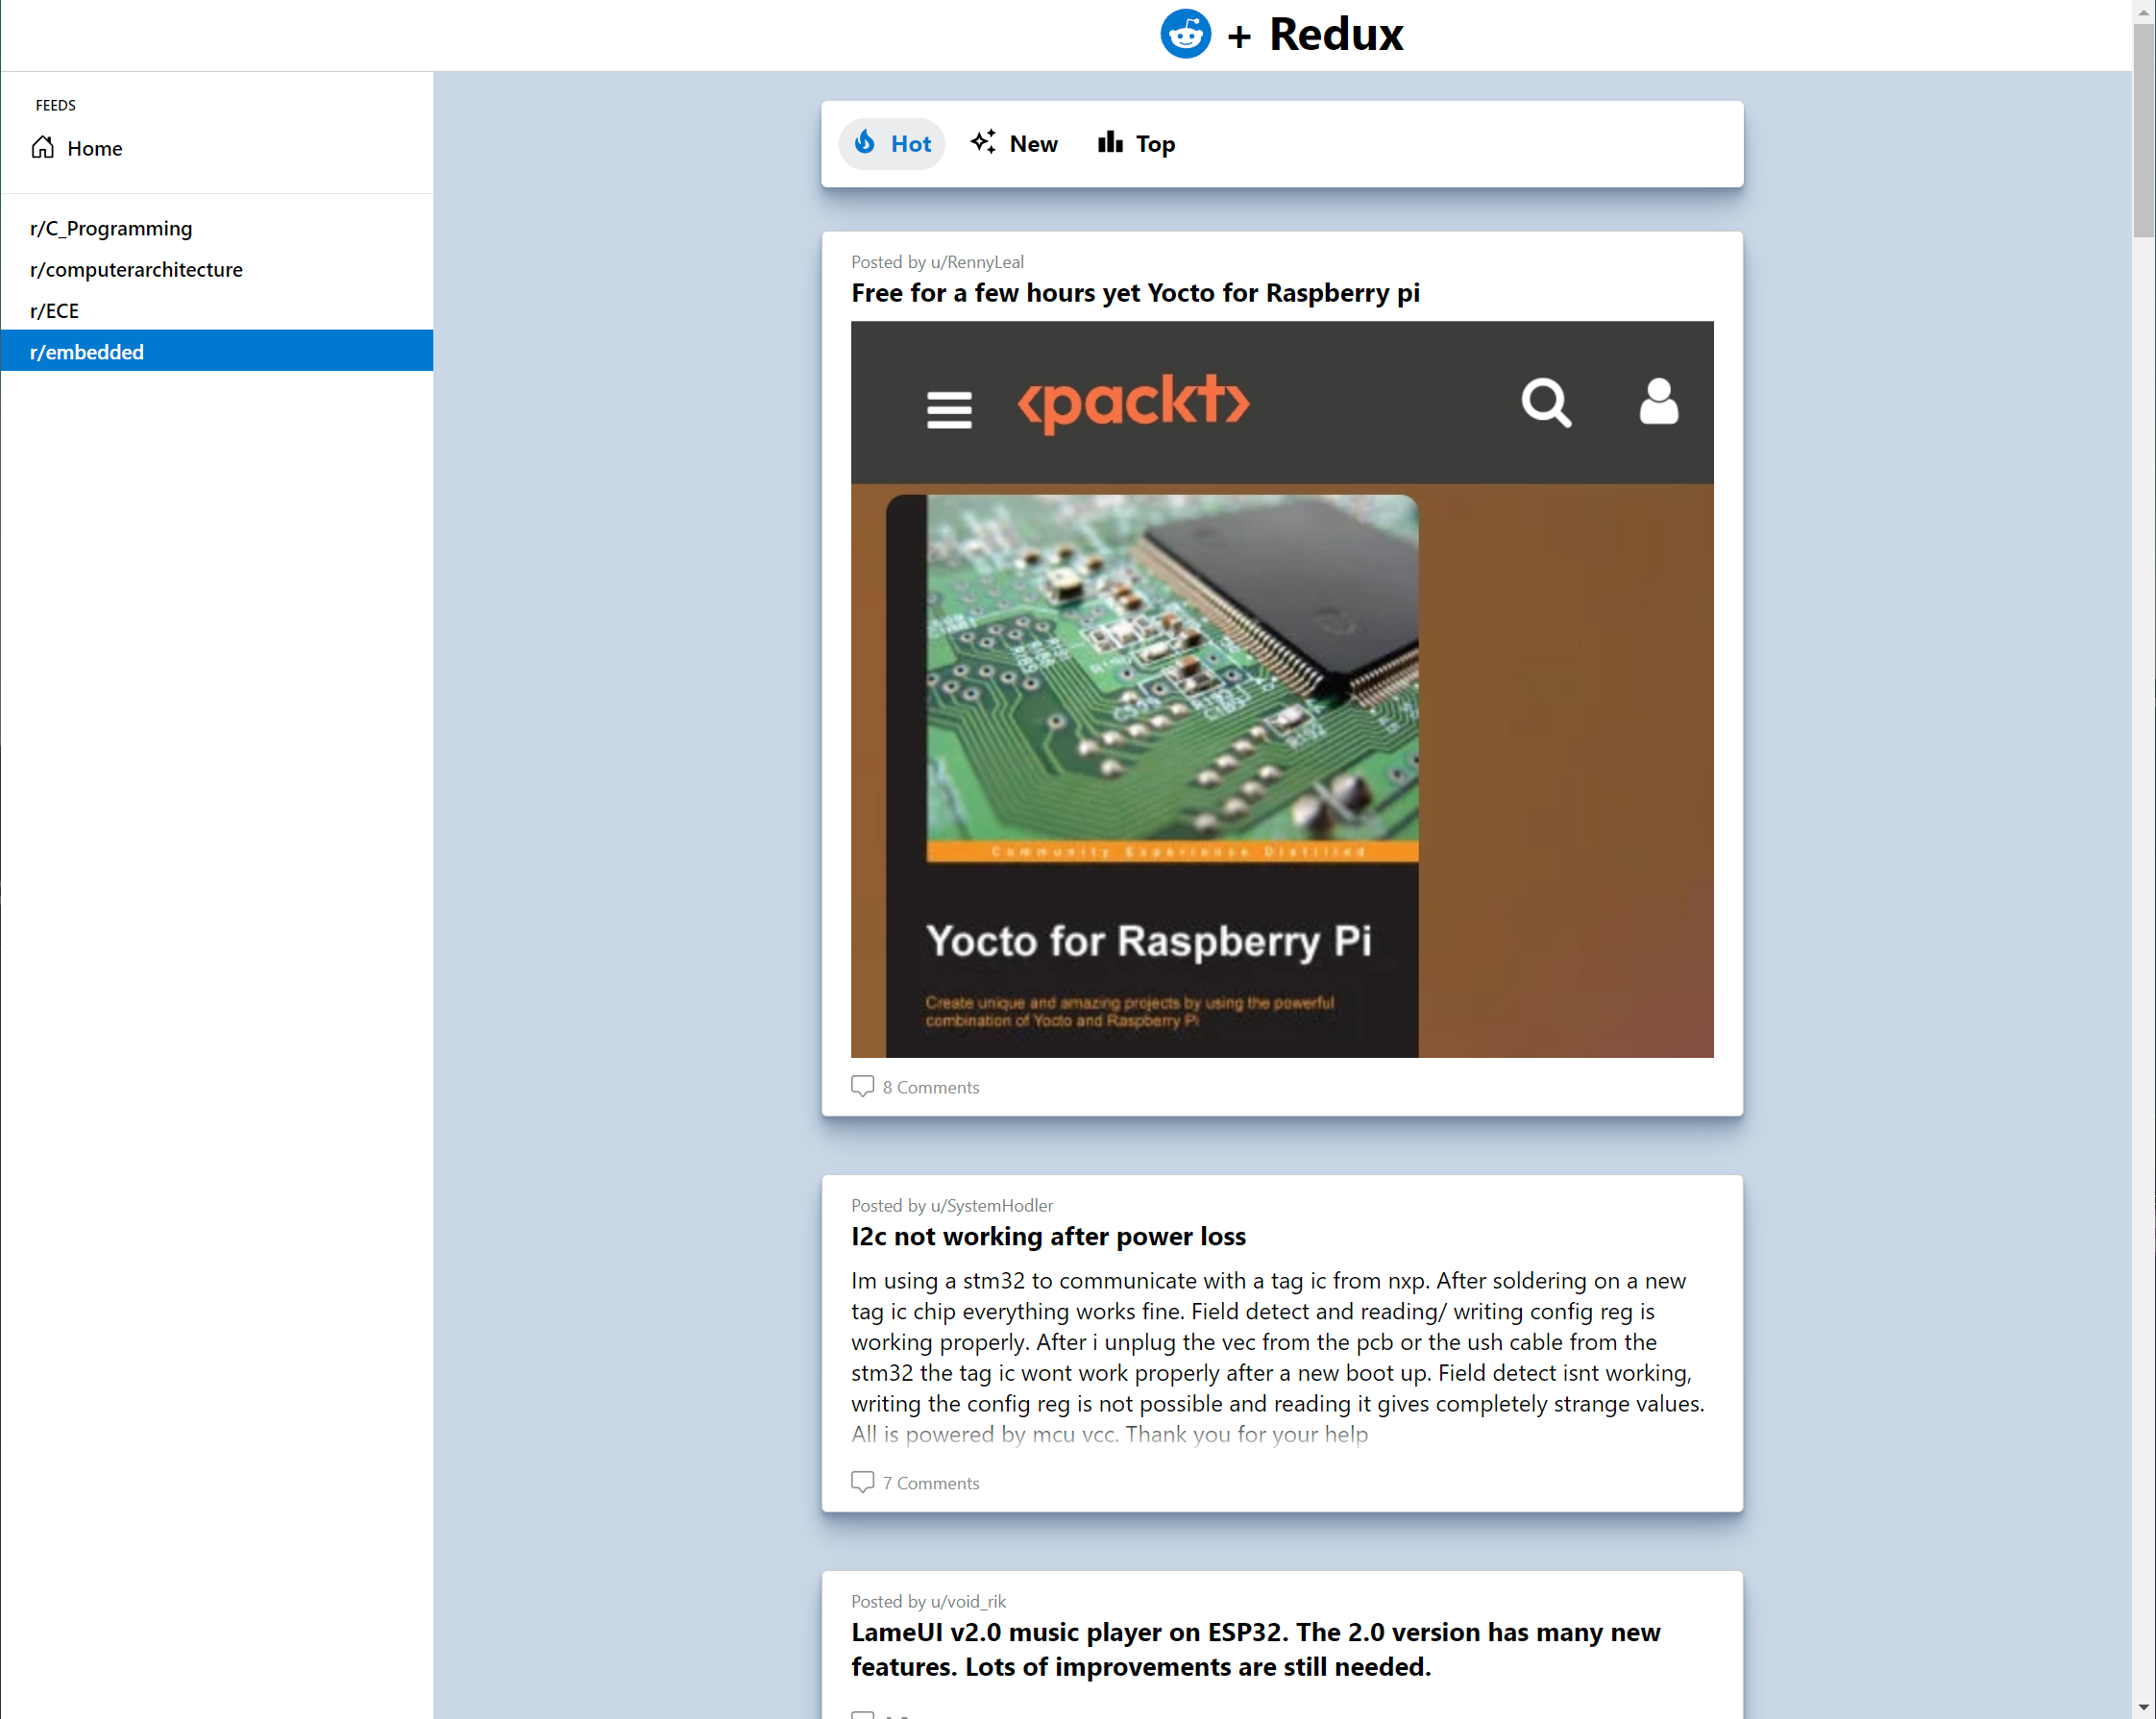 + Redux
FEEDS
Home
r/C_Programming
r/computerarchitecture
r/ECE
r/embedded
Hot
New
Top
Posted by u/RennyLeal
Free for a few hours yet Yocto for Raspberry pi
<packt>
Community Experience Distilled
Yocto for Raspberry Pi
Create unique and amazing projects by using the powerful
combination of Yocto and Raspberry Pi
8 Comments
Posted by u/SystemHodler
I2c not working after power loss
Im using a stm32 to communicate with a tag ic from nxp. After soldering on a new
tag ic chip everything works fine. Field detect and reading/ writing config reg is
working properly. After i unplug the vec from the pcb or the ush cable from the
stm32 the tag ic wont work properly after a new boot up. Field detect isnt working,
writing the config reg is not possible and reading it gives completely strange values.
All is powered by mcu vcc. Thank you for your help
7 Comments
Posted by u/void_rik
LameUI v2.0 music player on ESP32. The 2.0 version has many new
features. Lots of improvements are still needed.